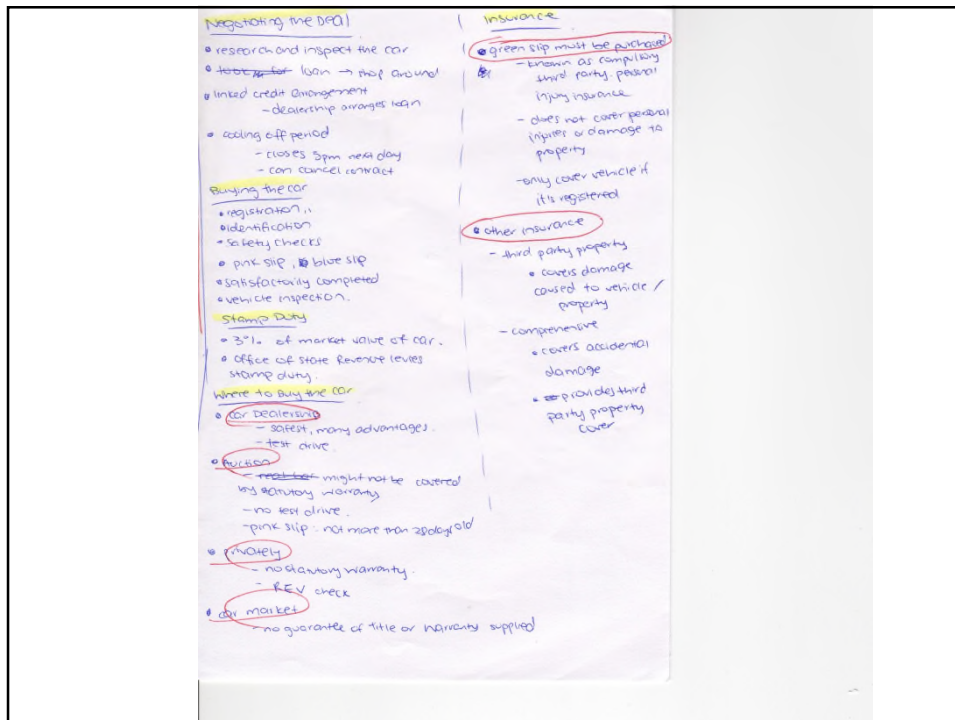 Negotiating the Deal
• research and inspect the car
• loan → shop around
• linked credit arrangement
- dealership arranges loan
• cooling off period
- closes 5pm next day
- can cancel contract
Buying the car
• registration
• identification
• safety checks
• pink slip, blue slip
• satisfactorily completed
• vehicle inspection.
Stamp Duty
• 3% of market value of car.
• Office of State Revenue levies
stamp duty.
Where to Buy the Car
• Car Dealership
- safest, many advantages.
- test drive
• Auction
- might not be covered
by statutory warranty
- no test drive.
- pink slip: not more than 28 days old
• Privately
- no statutory warranty.
- REV check
• car market
- no guarantee of title or warranty supplied
Insurance
• green slip must be purchased
- known as compulsory
third party. personal
injury insurance
- does not cover personal
injuries or damage to
property
- only cover vehicle if
it's registered
• other insurance
- third party property
• covers damage
caused to vehicle /
property
- comprehensive
• covers accidental
damage
• provides third
party property
cover